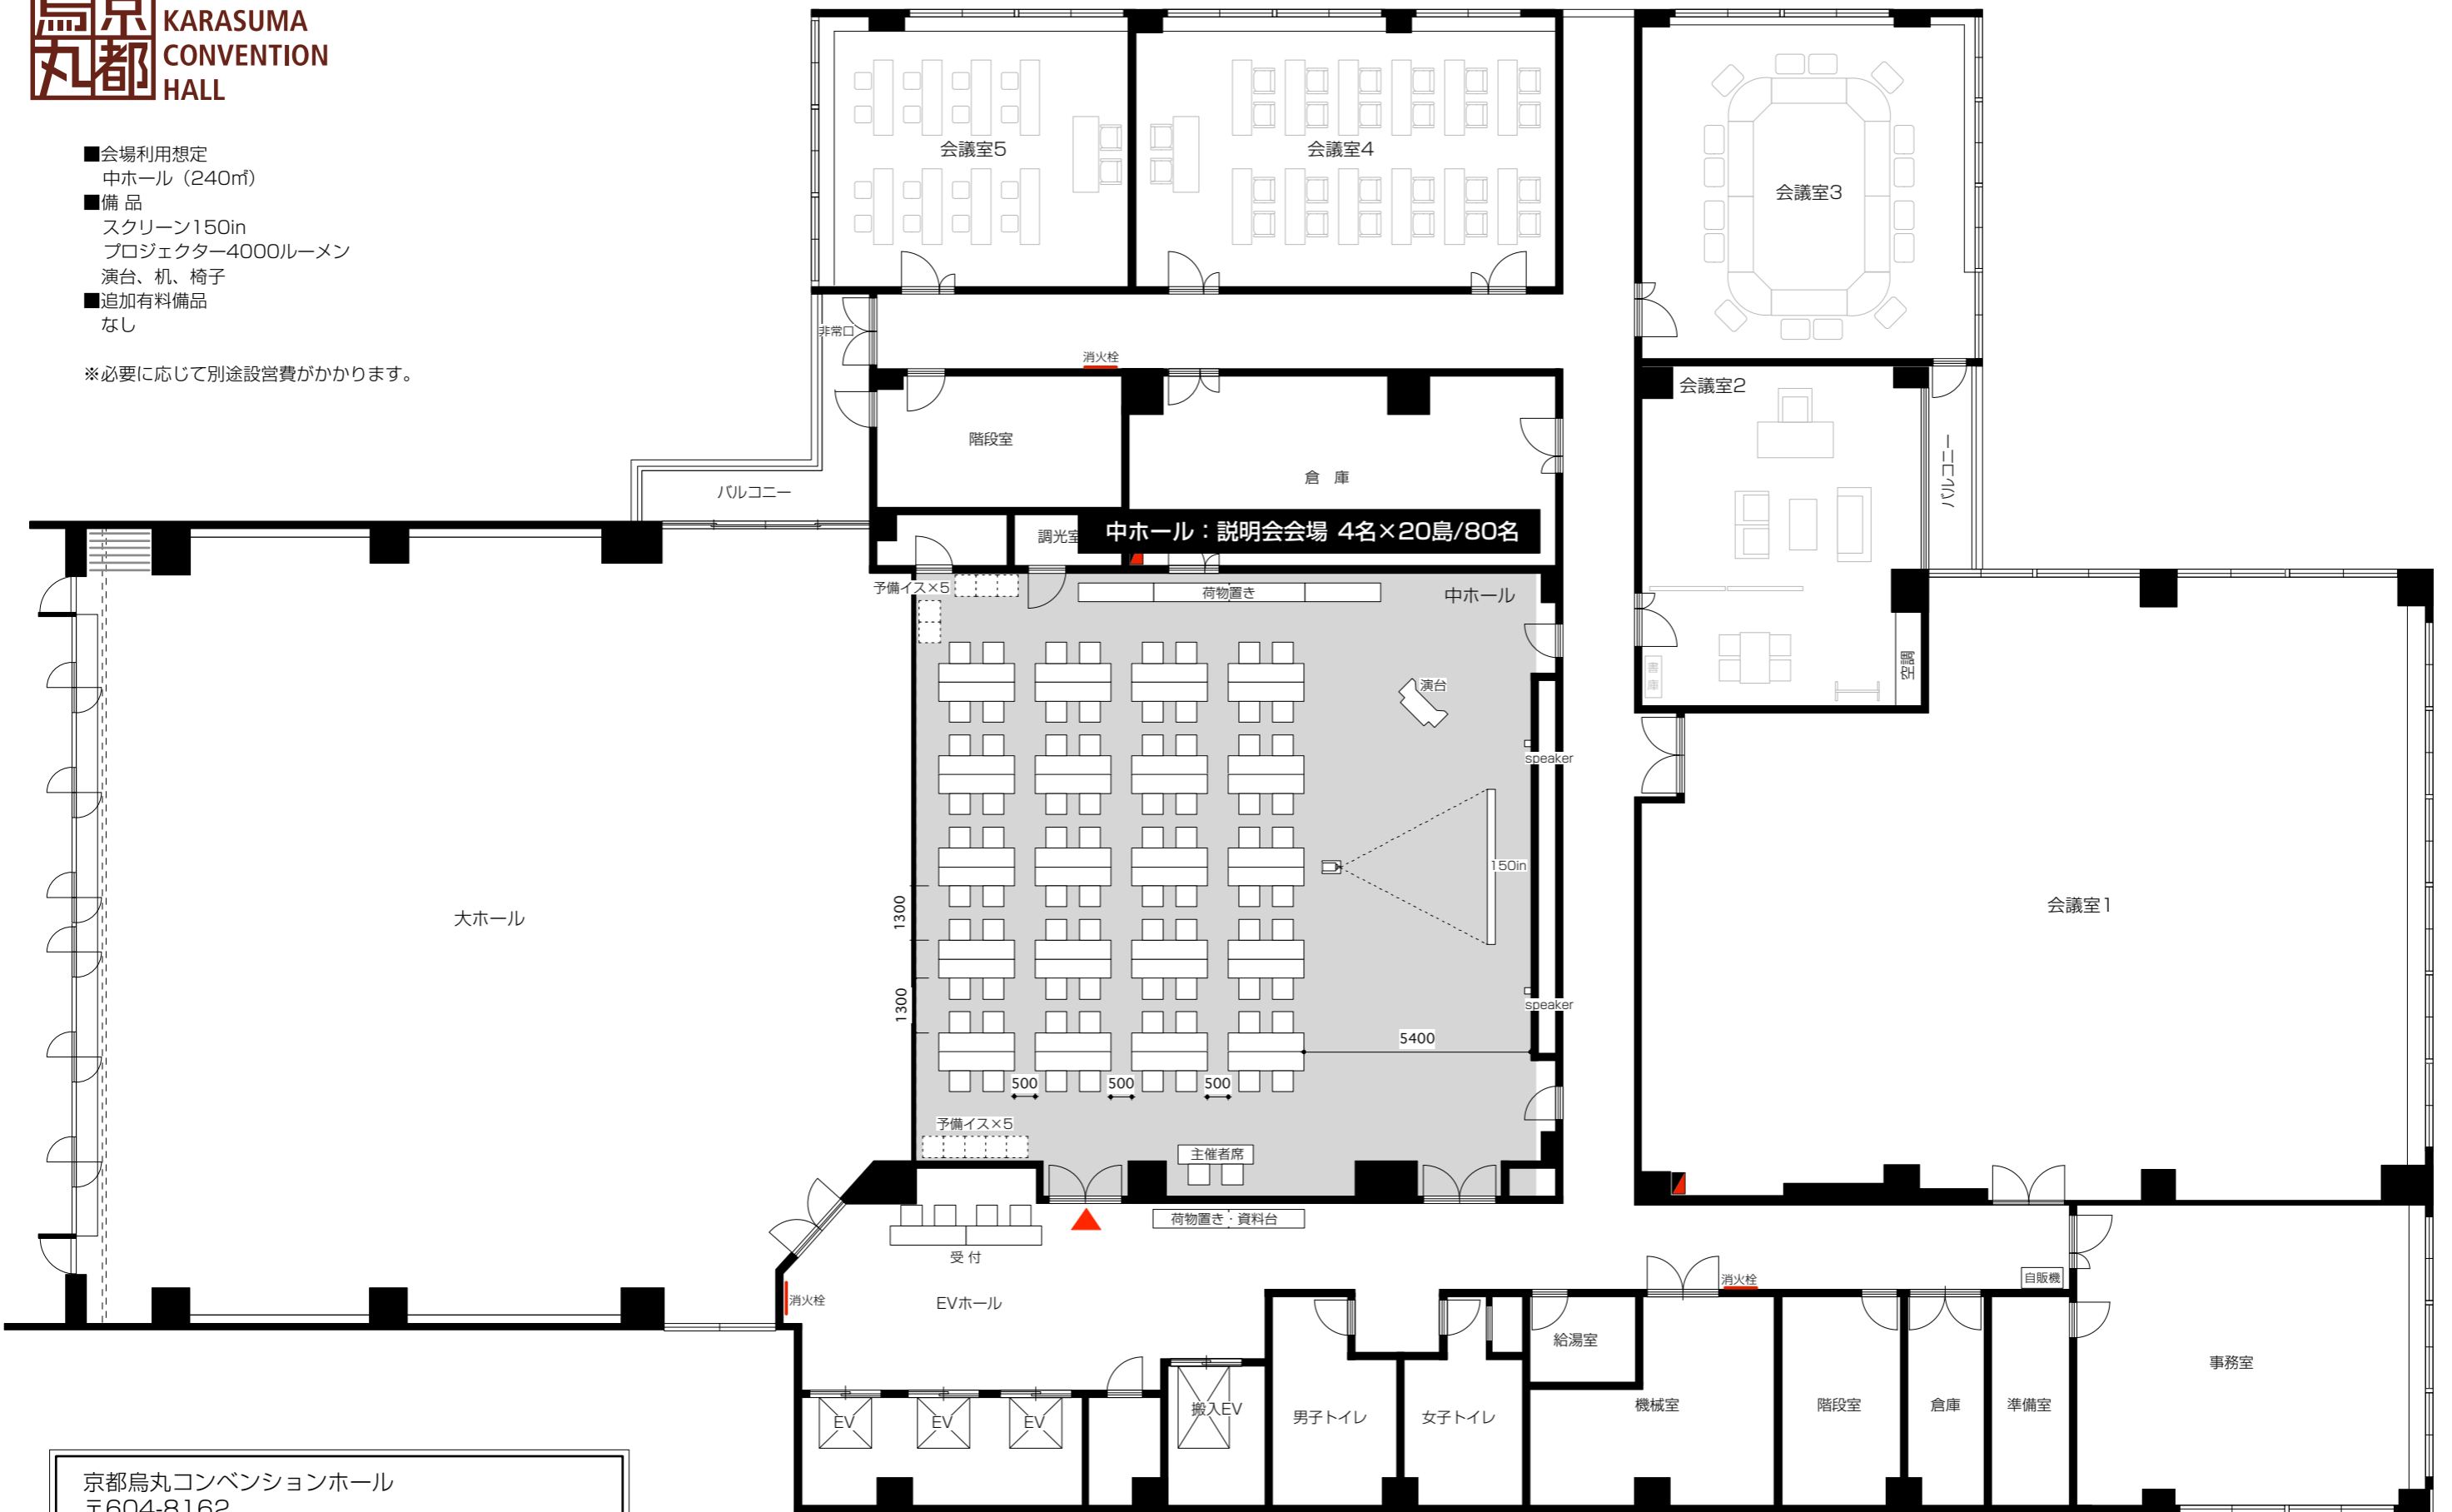 烏京
丸都
KARASUMA
CONVENTION
HALL
■会場利用想定
中ホール（240㎡）
■備 品
スクリーン150in
プロジェクター4000ルーメン
演台、机、椅子
■追加有料備品
なし
※必要に応じて別途設営費がかかります。
会議室5
会議室4
会議室3
非常口
消火栓
会議室2
階段室
倉　庫
バルコニー
バルコニー
調光室
中ホール：説明会会場 4名×20島/80名
予備イス×5
荷物置き
中ホール
書庫
空調
演台
speaker
150in
大ホール
1300
会議室1
1300
speaker
5400
500
500
500
予備イス×5
主催者席
荷物置き・資料台
受 付
自販機
消火栓
消火栓
EVホール
給湯室
事務室
EV
EV
EV
搬入EV
男子トイレ
女子トイレ
機械室
階段室
倉庫
準備室
京都烏丸コンベンションホール
〒604-8162